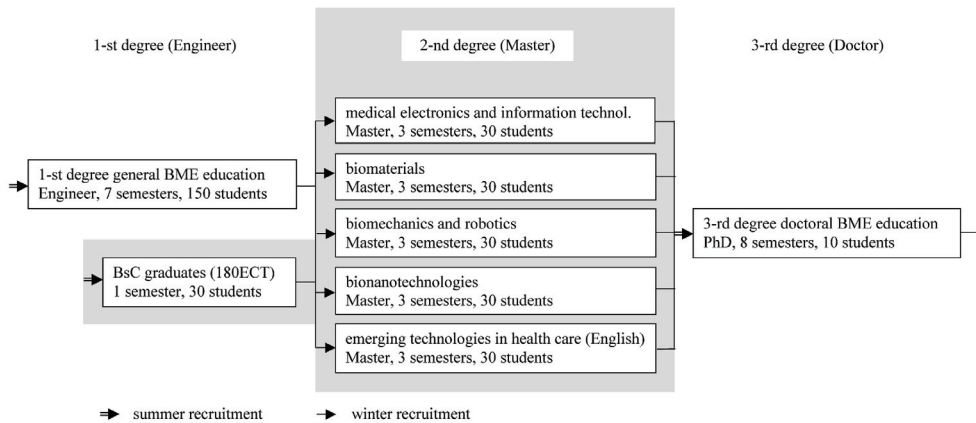 1-st degree (Engineer)
2-nd degree (Master)
3-rd degree (Doctor)
medical electronics and information technol.
Master, 3 semesters, 30 students
1-st degree general BME education
Engineer, 7 semesters, 150 students
biomaterials
Master, 3 semesters, 30 students
biomechanics and robotics
Master, 3 semesters, 30 students
3-rd degree doctoral BME education
PhD, 8 semesters, 10 students
BsC graduates (180ECT)
1 semester, 30 students
bionanotechnologies
Master, 3 semesters, 30 students
emerging technologies in health care (English)
Master, 3 semesters, 30 students
summer recruitment
winter recruitment